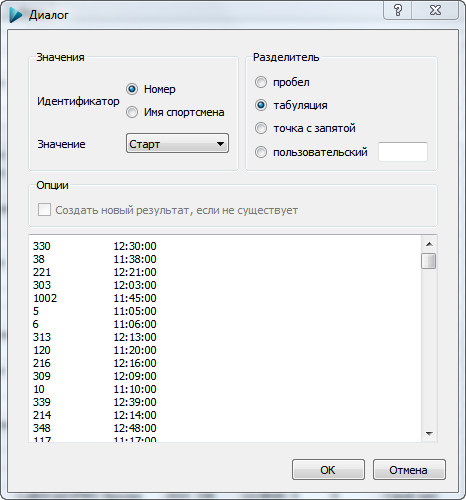 Диалог
Значения
Идентификатор
Номер
Имя спортсмена
Значение
Старт
Разделитель
пробел
табуляция
точка с запятой
пользовательский
Опции
Создать новый результат, если не существует
330 12:30:00
38 11:38:00
221 12:21:00
303 12:03:00
1002 11:45:00
5 11:05:00
6 11:06:00
313 12:13:00
120 11:20:00
216 12:16:00
309 12:09:00
10 11:10:00
339 12:39:00
214 12:14:00
348 12:48:00
117 11:17:00
OK Отмена